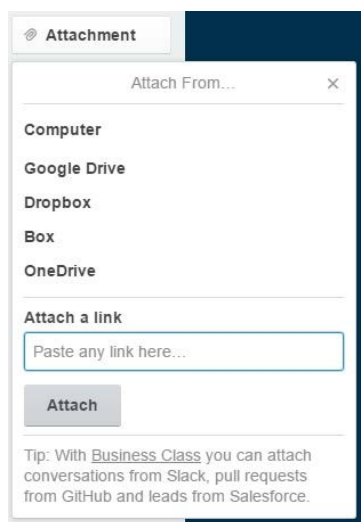 Attachment
Attach From...
Computer
Google Drive
Dropbox
Box
OneDrive
Attach a link
Paste any link here...
Attach
Tip: With Business Class you can attach
conversations from Slack, pull requests
from GitHub and leads from Salesforce.